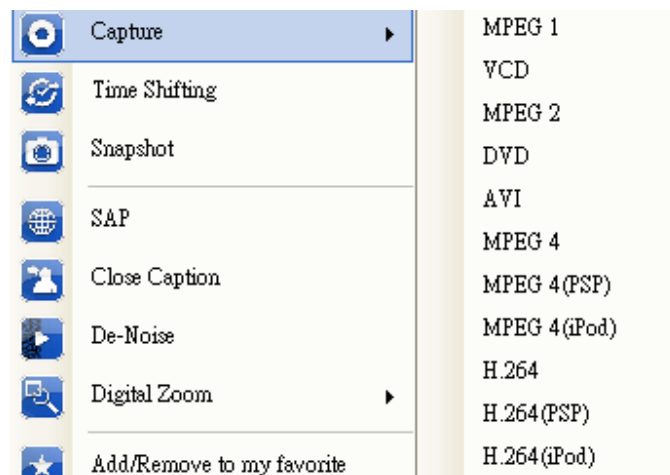 Capture
Time Shifting
Snapshot
SAP
Close Caption
De-Noise
Digital Zoom
Add/Remove to my favorite
MPEG 1
VCD
MPEG 2
DVD
AVI
MPEG 4
MPEG 4(PSP)
MPEG 4(iPod)
H.264
H.264(PSP)
H.264(iPod)